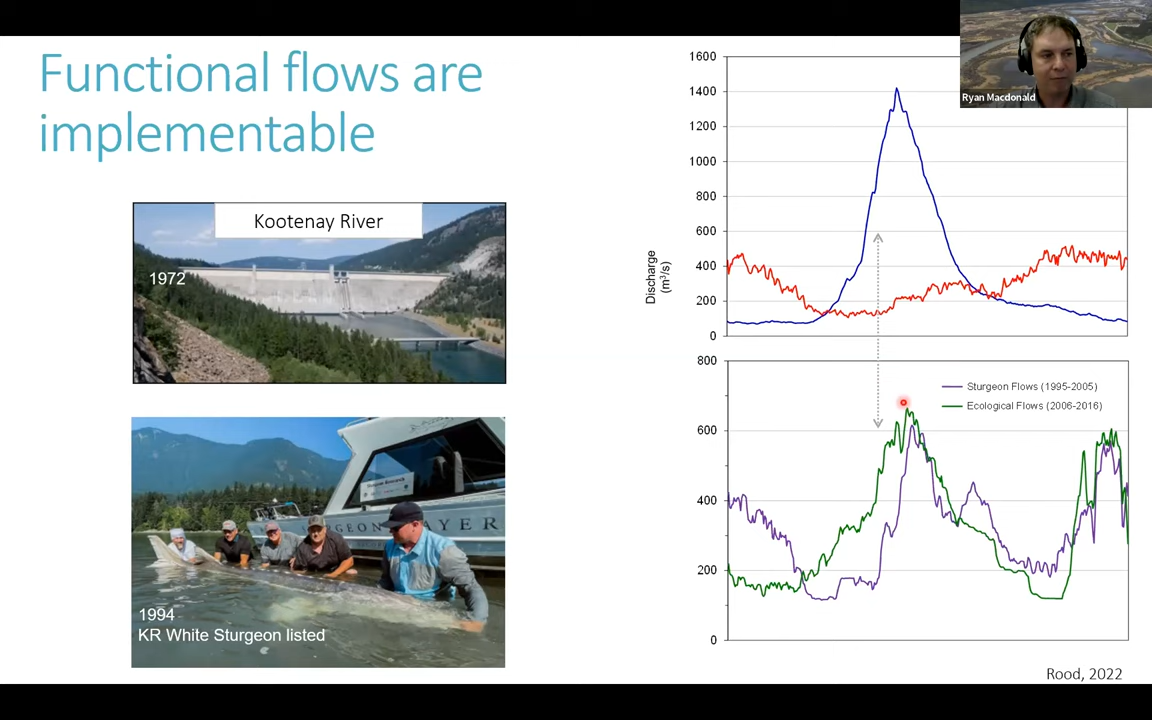 Functional flows are
implementable
Kootenay River
1972
1994
KR White Sturgeon listed
Discharge
(m³/s)
1600
1400
1200
1000
800
600
400
200
0
800
600
400
200
0
Sturgeon Flows (1995-2005)
Ecological Flows (2006-2016)
Ryan Macdonald
Rood, 2022